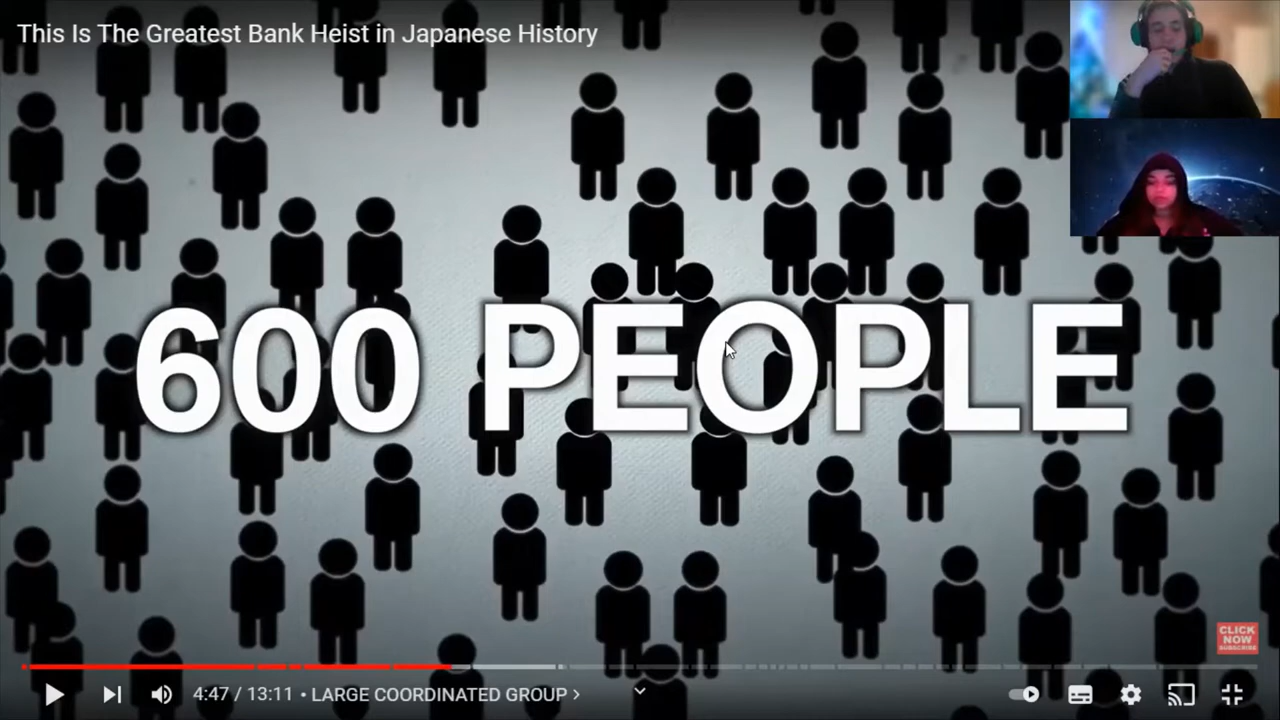 This Is The Greatest Bank Heist in Japanese History
600 PEOPLE
CLICK
NOW
SUBSCRIBE
4:47 / 13:11 • LARGE COORDINATED GROUP >